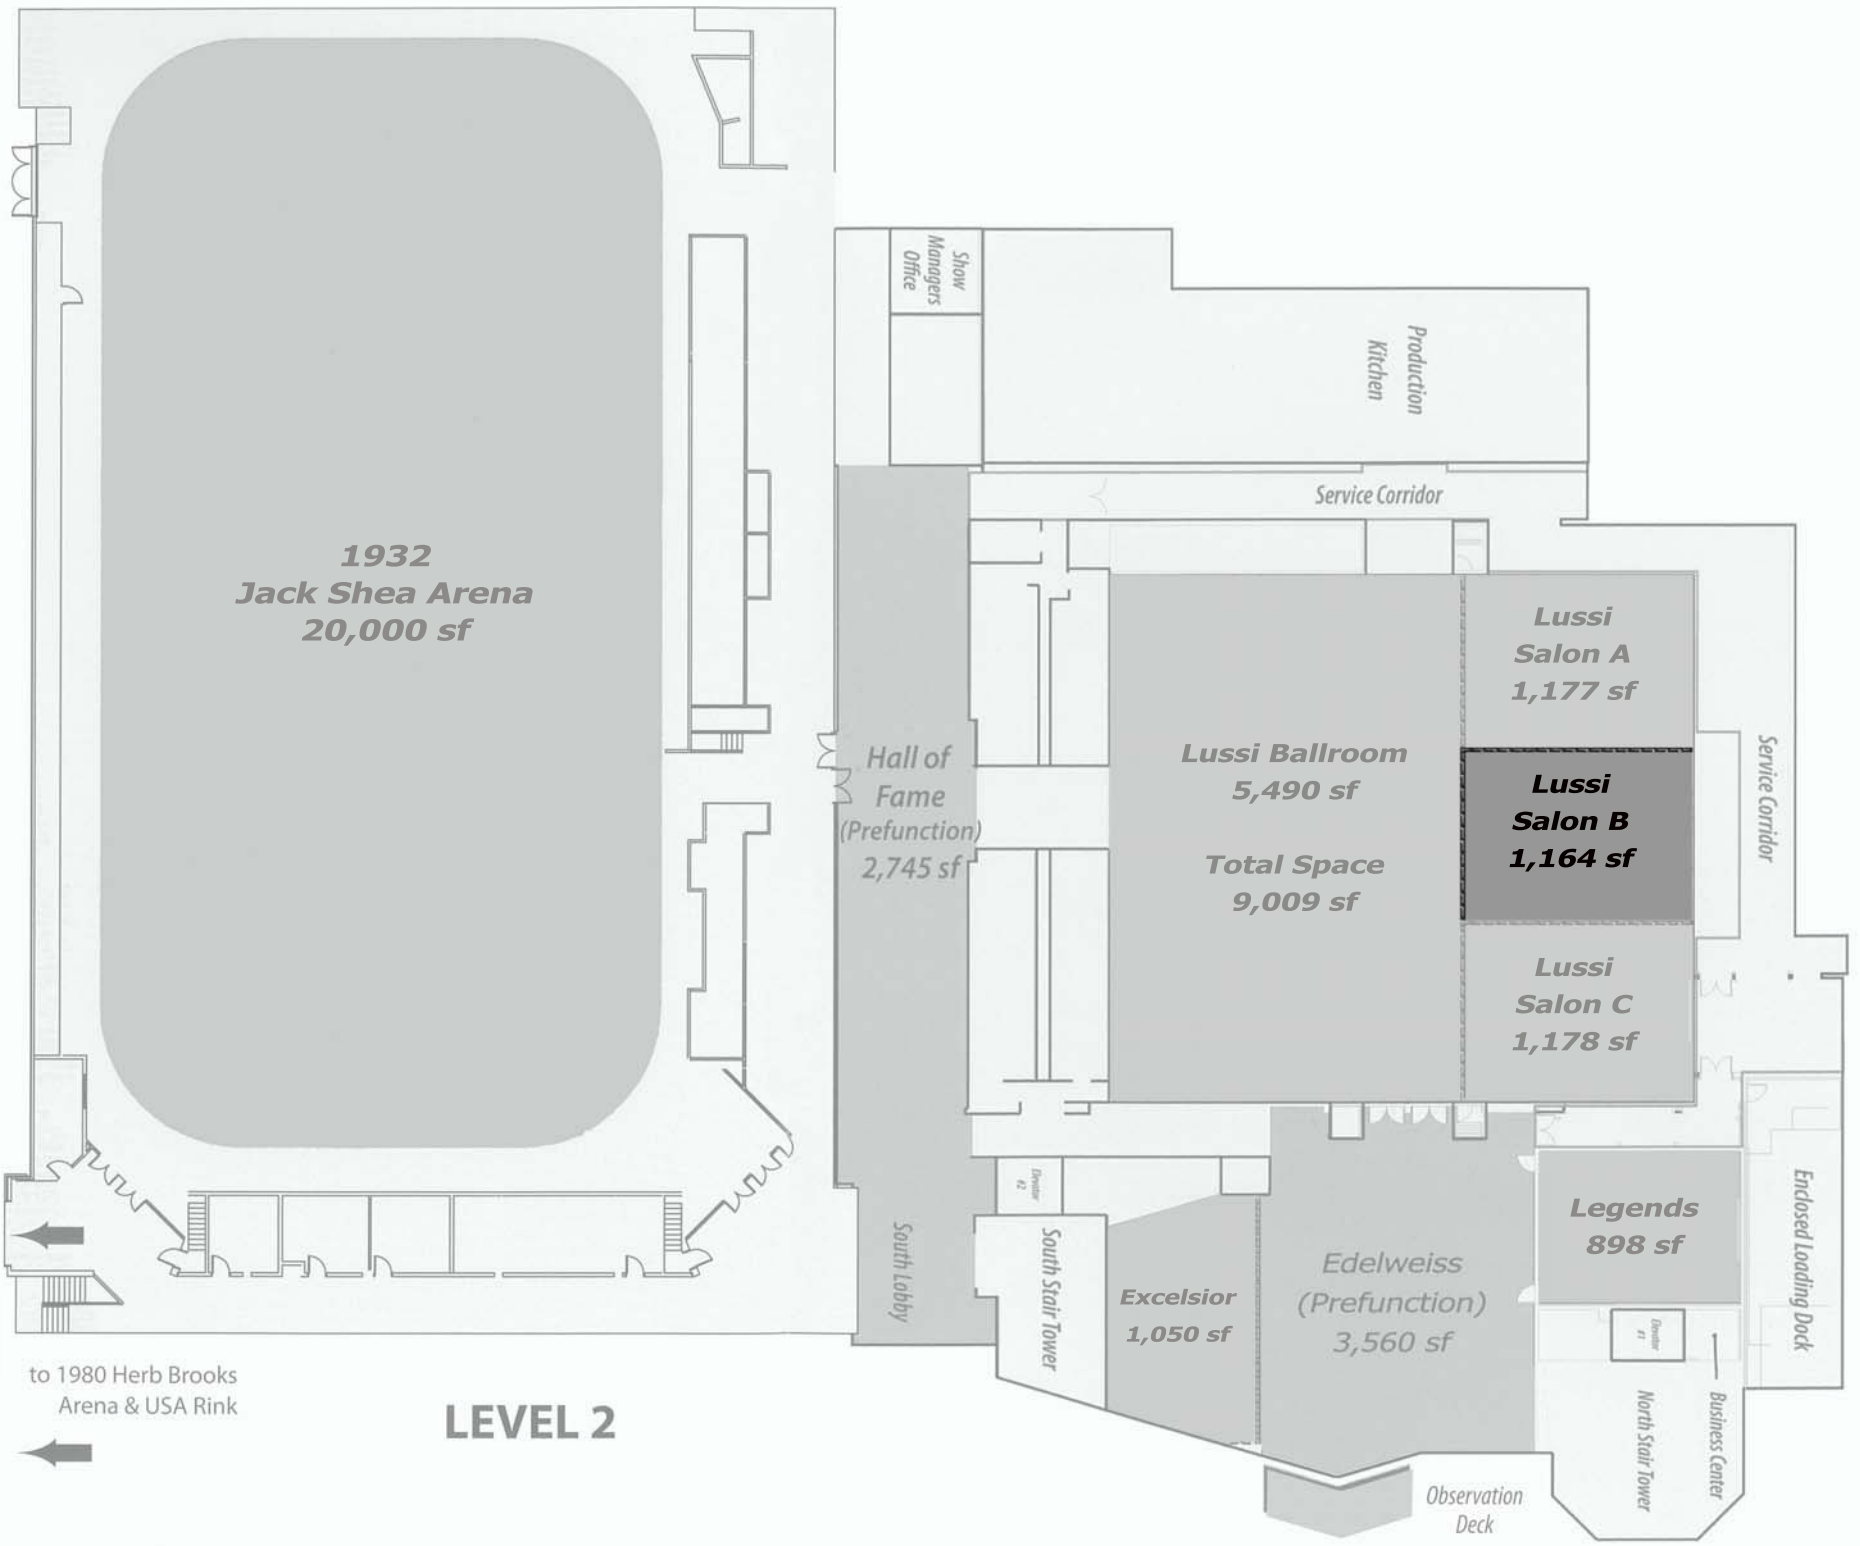 Show
Managers
Office
Production
Kitchen
Service Corridor
1932
Jack Shea Arena
20,000 sf
Lussi
Salon A
1,177 sf
Hall of
Fame
(Prefunction)
2,745 sf
Lussi Ballroom
5,490 sf
Total Space
9,009 sf
Lussi
Salon B
1,164 sf
Service Corridor
Lussi
Salon C
1,178 sf
Elevator
#2
South Lobby
South Stair Tower
Excelsior
1,050 sf
Edelweiss
(Prefunction)
3,560 sf
Legends
898 sf
Enclosed Loading Dock
Elevator
#1
North Stair Tower
Business Center
Observation
Deck
to 1980 Herb Brooks
Arena & USA Rink
LEVEL 2